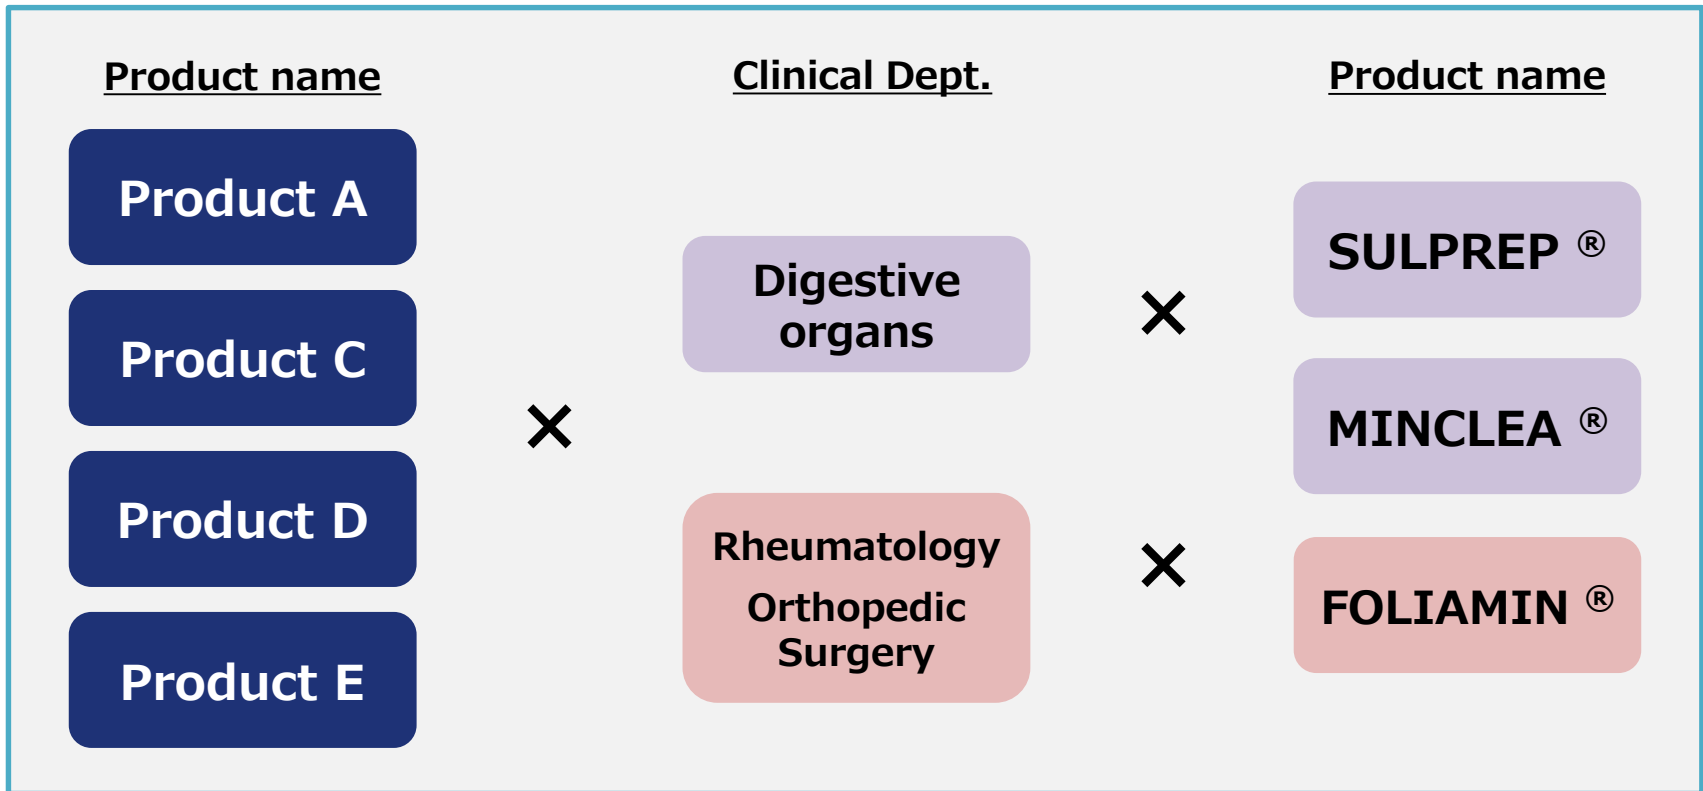 Product name
Product A
Product C
Product D
Product E
×
Clinical Dept.
Digestive
organs
Rheumatology
Orthopedic
Surgery
×
×
Product name
SULPREP ®
MINCLEA ®
FOLIAMIN ®